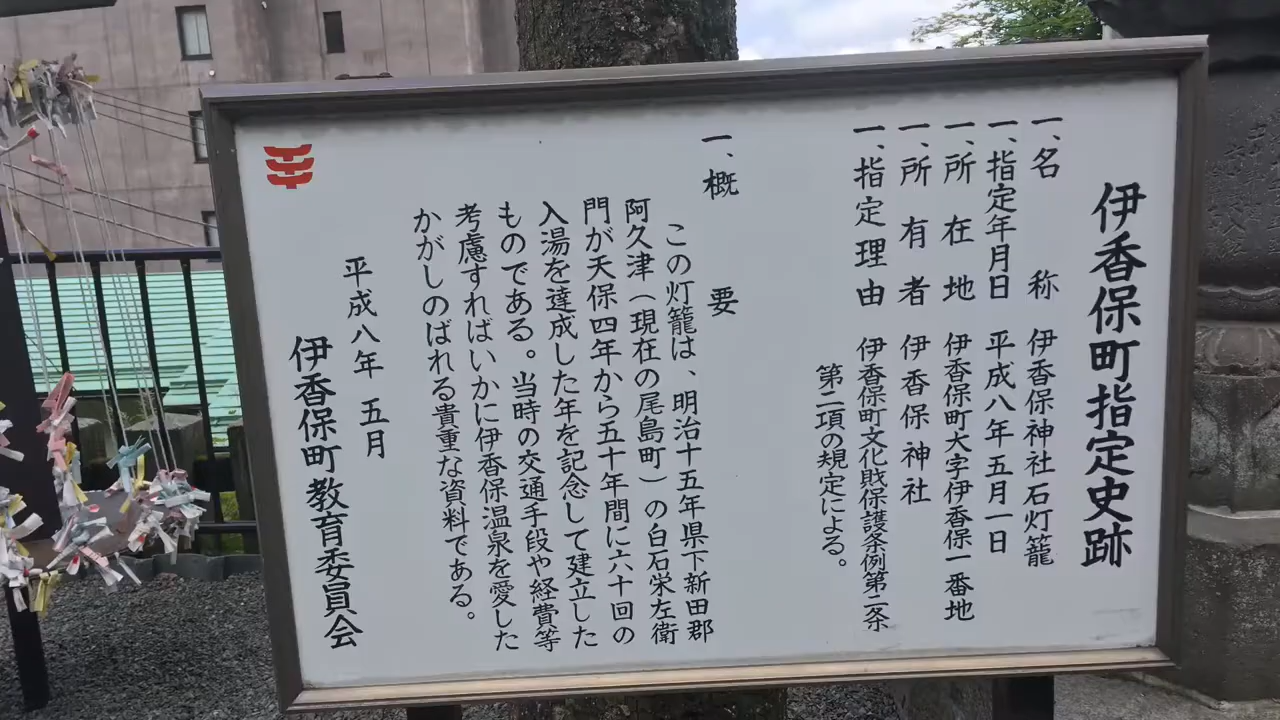 伊香保町指定史跡
一、名称 伊香保神社石灯籠
一、指定年月日 平成八年五月一日
一、所在地 伊香保町大字伊香保一番地
一、所有者 伊香保神社
一、指定理由 伊香保町文化財保護条例第二条
第二項の規定による。
一、概要
この灯籠は、明治十五年県下新田郡
阿久津（現在の尾島町）の白石栄左衛
門が天保四年から五十年間に六十回の
入湯を達成した年を記念して建立した
ものである。当時の交通手段や経費等
考慮すればいかに伊香保温泉を愛した
かがしのばれる貴重な資料である。
平成八年 五月
伊香保町教育委員会